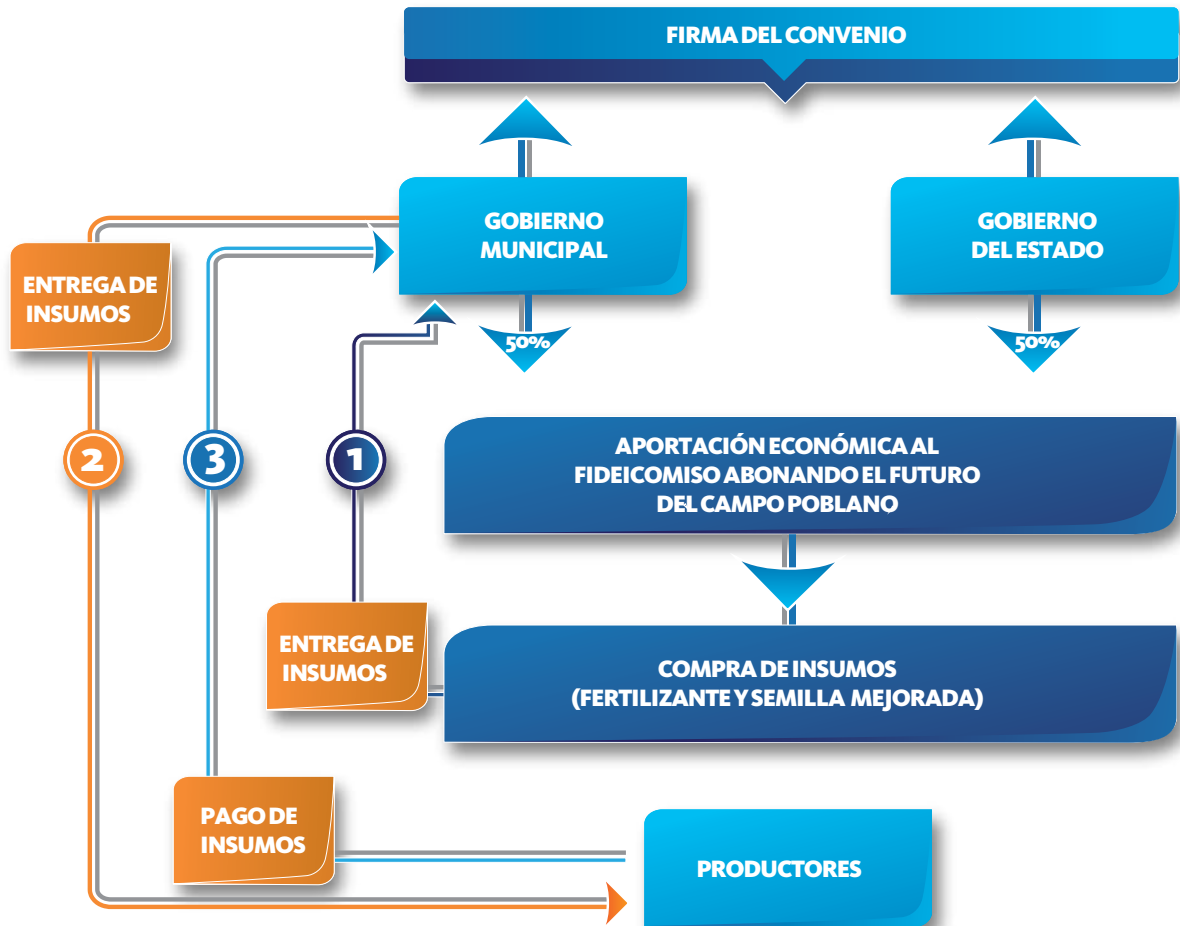 FIRMA DEL CONVENIO
GOBIERNO
MUNICIPAL
GOBIERNO
DEL ESTADO
ENTREGA DE
INSUMOS
50%
50%
2
3
1
APORTACIÓN ECONÓMICA AL
FIDEICOMISO ABONANDO EL FUTURO
DEL CAMPO POBLANO
ENTREGA DE
INSUMOS
COMPRA DE INSUMOS
(FERTILIZANTE Y SEMILLA MEJORADA)
PAGO DE
INSUMOS
PRODUCTORES